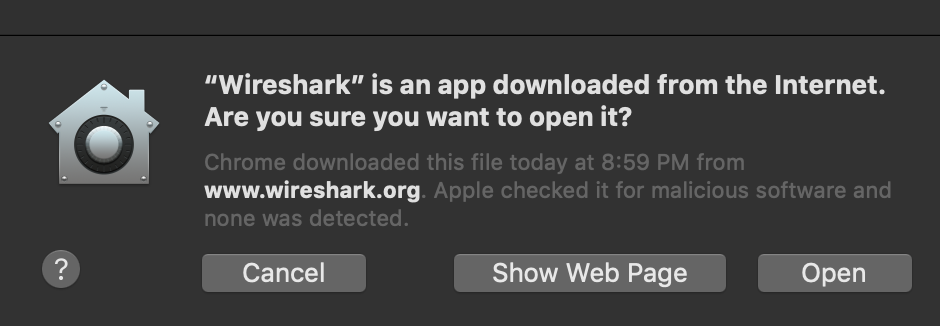 “Wireshark” is an app downloaded from the Internet.
Are you sure you want to open it?
Chrome downloaded this file today at 8:59 PM from
www.wireshark.org. Apple checked it for malicious software and
none was detected.
? Cancel Show Web Page Open